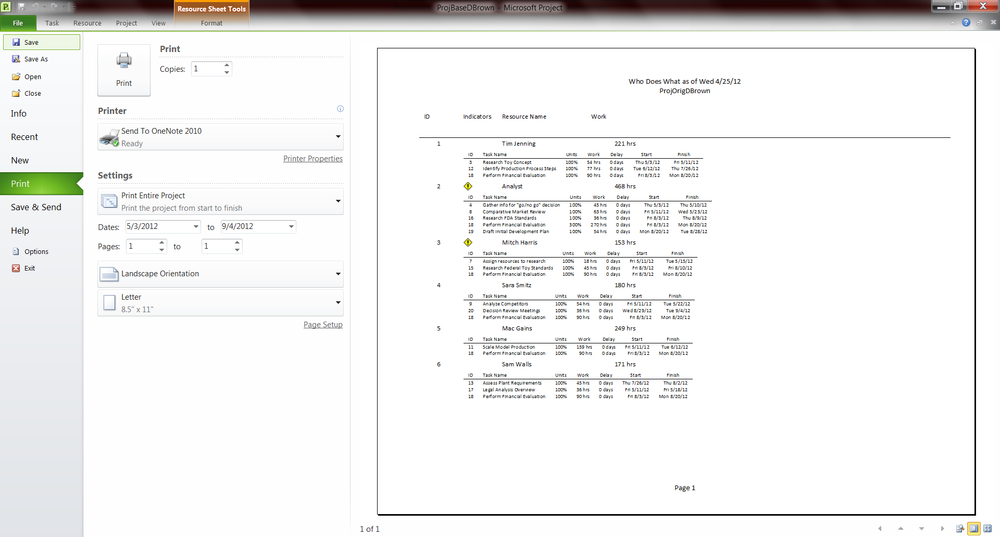 Resource Sheet Tools
ProjBaseDBrown - Microsoft Project
File Task Resource Project View Format
Save
Save As
Open
Close
Info
Recent
New
Print
Save & Send
Help
Options
Exit
Print
Print
Copies: 1
Printer
Send To OneNote 2010
Ready
Printer Properties
Settings
Print Entire Project
Print the project from start to finish
Dates: 5/3/2012 to 9/4/2012
Pages: 1 to 1
Landscape Orientation
Letter
8.5" x 11"
Page Setup
Who Does What as of Wed 4/25/12
ProjOrigDBrown
ID Indicators Resource Name Work
1 Tim Jenning 221 hrs
ID Task Name Units Work Delay Start Finish
3 Research Toy Concept 100% 54 hrs 0 days Thu 5/3/12 Fri 5/11/12
12 Identify Production Process Steps 100% 77 hrs 0 days Tue 6/12/12 Thu 7/26/12
18 Perform Financial Evaluation 100% 90 hrs 0 days Fri 8/3/12 Mon 8/20/12
2 Analyst 468 hrs
ID Task Name Units Work Delay Start Finish
4 Gather info for "go/no go" decision 100% 45 hrs 0 days Thu 5/3/12 Thu 5/10/12
8 Comparative Market Review 100% 63 hrs 0 days Fri 5/11/12 Wed 5/23/12
16 Research FDA Standards 100% 36 hrs 0 days Fri 8/3/12 Thu 8/9/12
18 Perform Financial Evaluation 300% 270 hrs 0 days Fri 8/3/12 Mon 8/20/12
19 Draft Initial Development Plan 100% 54 hrs 0 days Mon 8/20/12 Tue 8/28/12
3 Mitch Harris 153 hrs
ID Task Name Units Work Delay Start Finish
7 Assign resources to research 100% 18 hrs 0 days Fri 5/11/12 Tue 5/15/12
15 Research Federal Toy Standards 100% 45 hrs 0 days Fri 8/3/12 Fri 8/10/12
18 Perform Financial Evaluation 100% 90 hrs 0 days Fri 8/3/12 Mon 8/20/12
4 Sara Smitz 180 hrs
ID Task Name Units Work Delay Start Finish
9 Analyze Competitors 100% 54 hrs 0 days Fri 5/11/12 Tue 5/22/12
20 Decision Review Meetings 100% 36 hrs 0 days Wed 8/29/12 Tue 9/4/12
18 Perform Financial Evaluation 100% 90 hrs 0 days Fri 8/3/12 Mon 8/20/12
5 Mac Gains 249 hrs
ID Task Name Units Work Delay Start Finish
11 Scale Model Production 100% 159 hrs 0 days Fri 5/11/12 Tue 6/12/12
18 Perform Financial Evaluation 100% 90 hrs 0 days Fri 8/3/12 Mon 8/20/12
6 Sam Walls 171 hrs
ID Task Name Units Work Delay Start Finish
13 Assess Plant Requirements 100% 45 hrs 0 days Thu 7/26/12 Thu 8/2/12
17 Legal Analysis Overview 100% 36 hrs 0 days Fri 5/11/12 Fri 5/18/12
18 Perform Financial Evaluation 100% 90 hrs 0 days Fri 8/3/12 Mon 8/20/12
Page 1
1 of 1